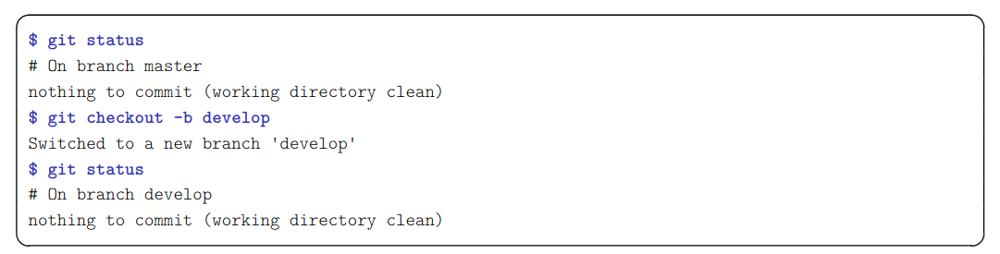 $ git status
# On branch master
nothing to commit (working directory clean)
$ git checkout -b develop
Switched to a new branch 'develop'
$ git status
# On branch develop
nothing to commit (working directory clean)